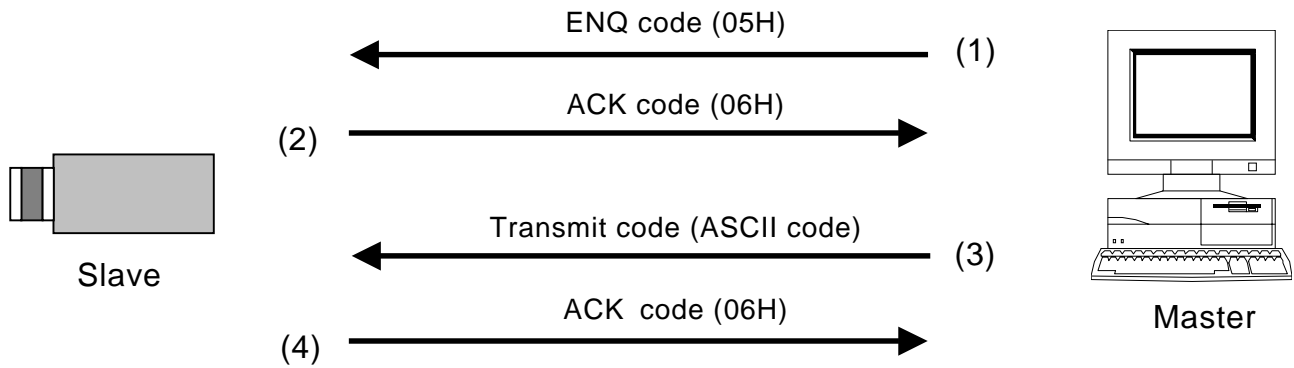 ENQ code (05H)
(1)
ACK code (06H)
(2)
Transmit code (ASCII code)
(3)
Slave
ACK code (06H)
Master
(4)